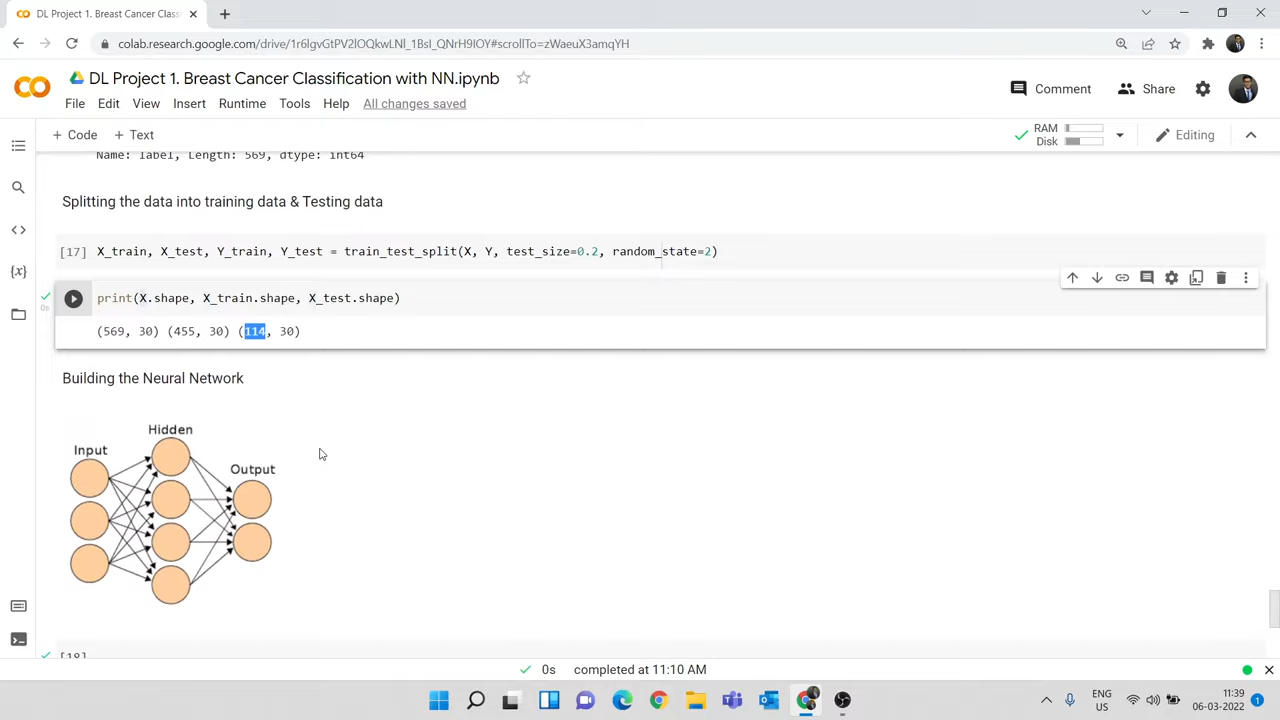 DL Project 1. Breast Cancer Class
colab.research.google.com/drive/1r6lgvGtPV2lOQkwLNl_1BsI_QNrH9IOY#scrollTo=zWaeuX3amqYH
DL Project 1. Breast Cancer Classification with NN.ipynb
File Edit View Insert Runtime Tools Help All changes saved
Comment Share
+ Code + Text
RAM
Disk
Editing
Name: label, Length: 569, dtype: int64
Splitting the data into training data & Testing data
[17] X_train, X_test, Y_train, Y_test = train_test_split(X, Y, test_size=0.2, random_state=2)
0s
print(X.shape, X_train.shape, X_test.shape)
(569, 30) (455, 30) (114, 30)
Building the Neural Network
Hidden
Input
Output
[18]
0s completed at 11:10 AM
ENG
US
11:39
06-03-2022
1